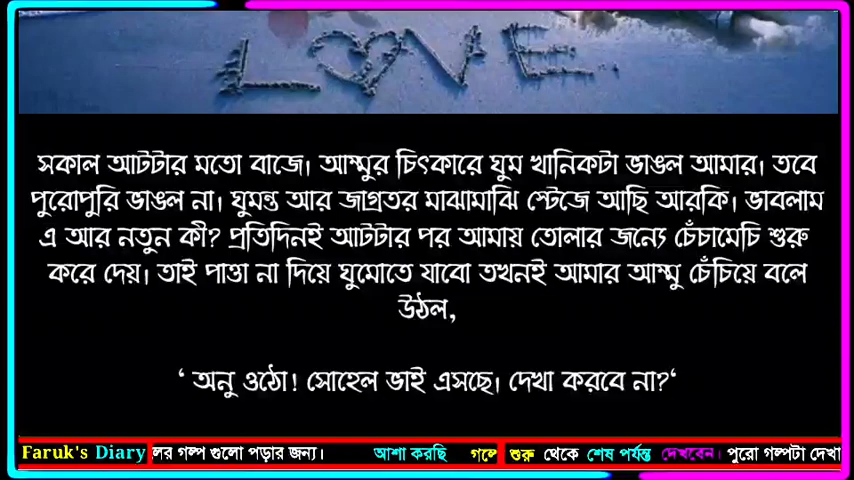 LOVE..
সকাল আটটার মতো বাজে। আম্মুর চিৎকারে ঘুম খানিকটা ভাঙল আমার। তবে
পুরোপুরি ভাঙল না। ঘুমন্ত আর জাগ্রতর মাঝামাঝি স্টেজে আছি আরকি। ভাবলাম
এ আর নতুন কী? প্রতিদিনই আটটার পর আমায় তোলার জন্যে চেঁচামেচি শুরু
করে দেয়। তাই পাত্তা না দিয়ে ঘুমোতে যাবো তখনই আমার আম্মু চেঁচিয়ে বলে
উঠল,
‘ অনু ওঠো! সোহেল ভাই এসছে। দেখা করবে না?‘
Faruk's Diary লের গল্প গুলো পড়ার জন্য। আশা করছি গল্পে শুরু থেকে শেষ পর্যন্ত দেখবেন। পুরো গল্পটা দেখা